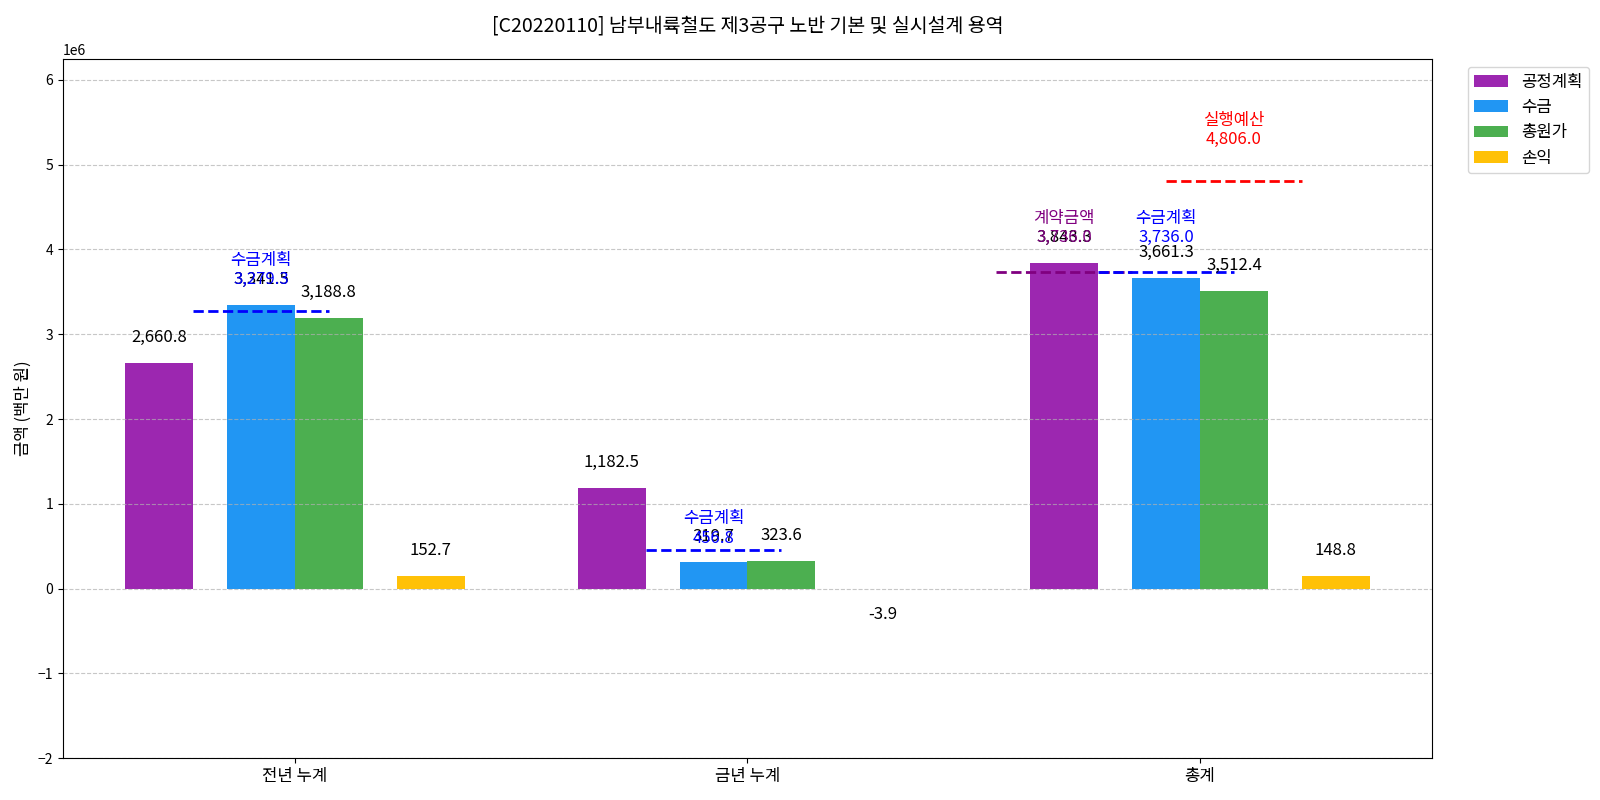 [C20220110] 남부내륙철도 제3공구 노반 기본 및 실시설계 용역
1e6
공정계획
수금
총원가
손익
금액 (백만 원)
6
5
4
3
2
1
0
−1
−2
실행예산
4,806.0
계약금액
수금계획
3,736.0
3,661.3
3,512.4
148.8
수금계획
3,188.8
2,660.8
152.7
1,182.5
수금계획
323.6
-3.9
전년 누계
금년 누계
총계